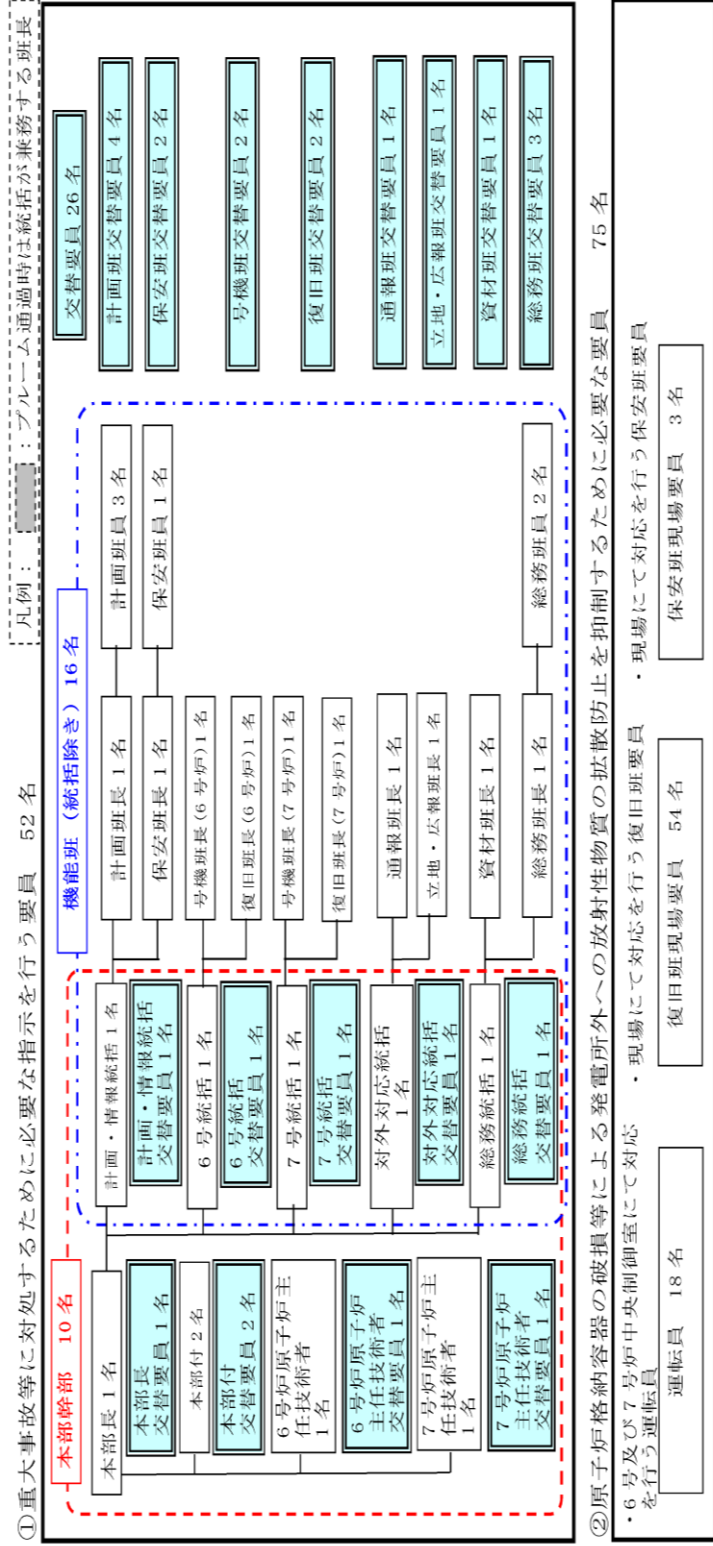 ①重大事故等に対処するために必要な指示を行う要員 52名
凡例：
：プルーム通過時は統括が兼務する班長
本部幹部 10名
機能班（統括除き）16名
交替要員 26名
本部長1名
本部長
交替要員1名
本部付2名
本部付
交替要員2名
6号炉原子炉主
任技術者
1名
6号炉原子炉
主任技術者
交替要員1名
7号炉原子炉主
任技術者
1名
7号炉原子炉
主任技術者
交替要員1名
計画・情報統括1名
計画・情報統括
交替要員1名
6号統括1名
6号統括
交替要員1名
7号統括1名
7号統括
交替要員1名
対外対応統括
1名
対外対応統括
交替要員1名
総務統括1名
総務統括
交替要員1名
計画班長1名
保安班長1名
号機班長(6号炉)1名
復旧班長(6号炉)1名
号機班長(7号炉)1名
復旧班長(7号炉)1名
通報班長1名
立地・広報班長1名
資材班長1名
総務班長1名
計画班員3名
保安班員1名
総務班員2名
計画班交替要員4名
保安班交替要員2名
号機班交替要員2名
復旧班交替要員2名
通報班交替要員1名
立地・広報班交替要員1名
資材班交替要員1名
総務班交替要員3名
②原子炉格納容器の破損等による発電所外への放射性物質の拡散防止を抑制するために必要な要員 75名
・6号及び7号炉中央制御室にて対応
を行う運転員
運転員 18名
・現場にて対応を行う復旧班要員
復旧班現場要員 54名
・現場にて対応を行う保安班要員
保安班現場要員 3名